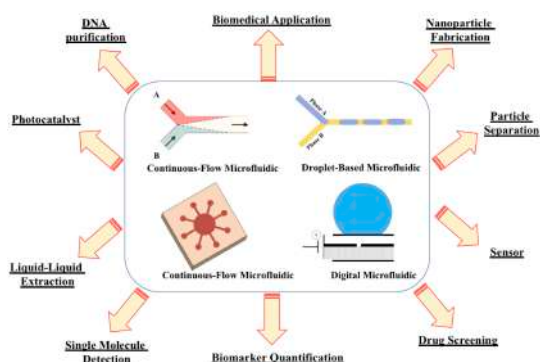 DNA
purification
Biomedical Application
Nanoparticle
Fabrication
Photocatalyst
Particle
Separation
A
B
Continuous-Flow Microfluidic
Phase A
Phase B
Droplet-Based Microfluidic
Continuous-Flow Microfluidic
Digital Microfluidic
Liquid-Liquid
Extraction
Sensor
Single Molecule
Detection
Biomarker Quantification
Drug Screening